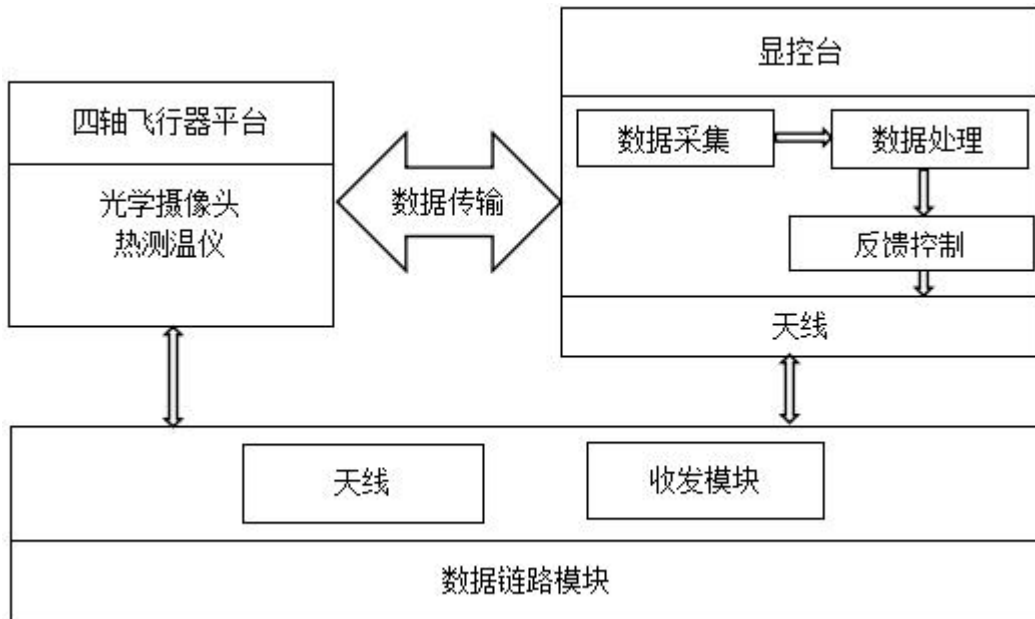 显控台
四轴飞行器平台
数据采集
数据处理
光学摄像头
热测温仪
数据传输
反馈控制
天线
天线
收发模块
数据链路模块